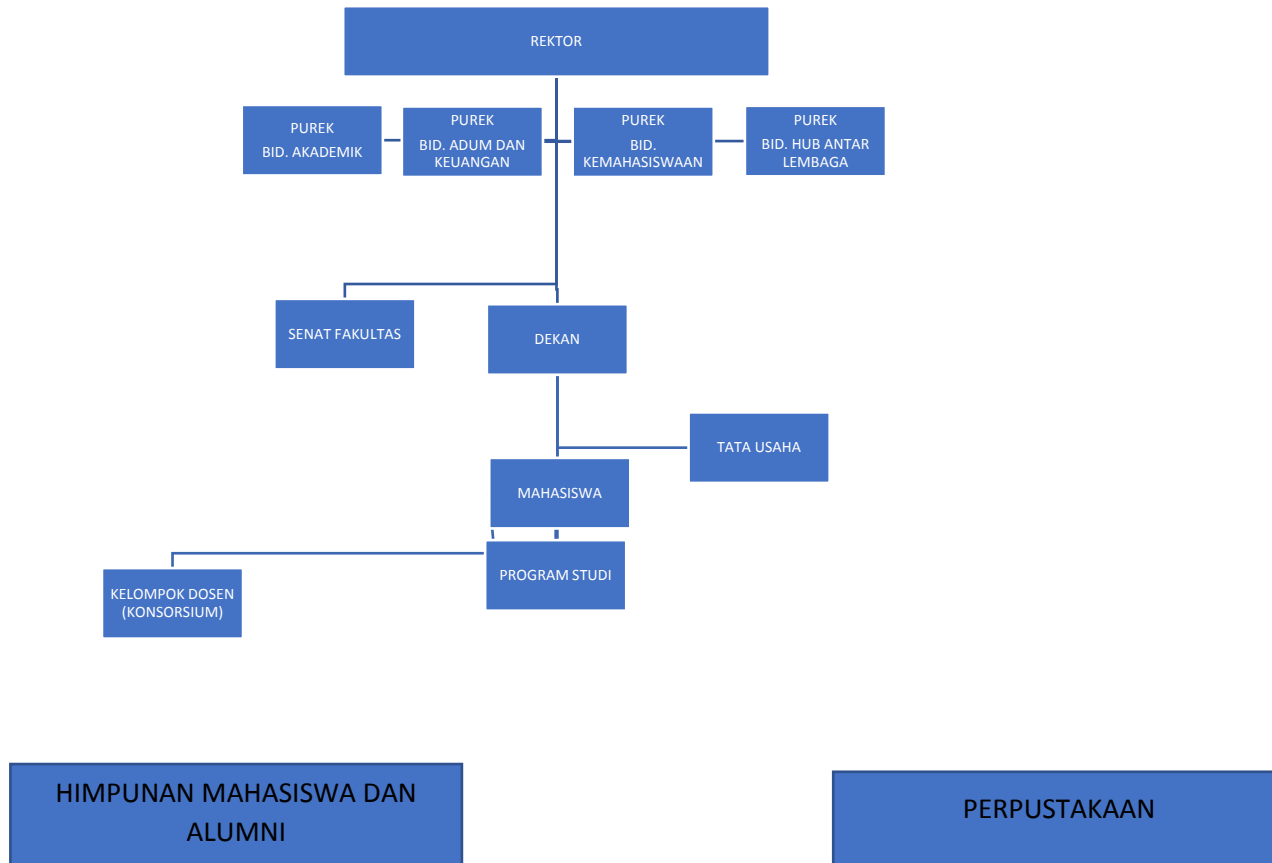 REKTOR
PUREK
BID. AKADEMIK
PUREK
BID. ADUM DAN
KEUANGAN
PUREK
BID.
KEMAHASISWAAN
PUREK
BID. HUB ANTAR
LEMBAGA
SENAT FAKULTAS
DEKAN
TATA USAHA
MAHASISWA
PROGRAM STUDI
KELOMPOK DOSEN
(KONSORSIUM)
HIMPUNAN MAHASISWA DAN
ALUMNI
PERPUSTAKAAN